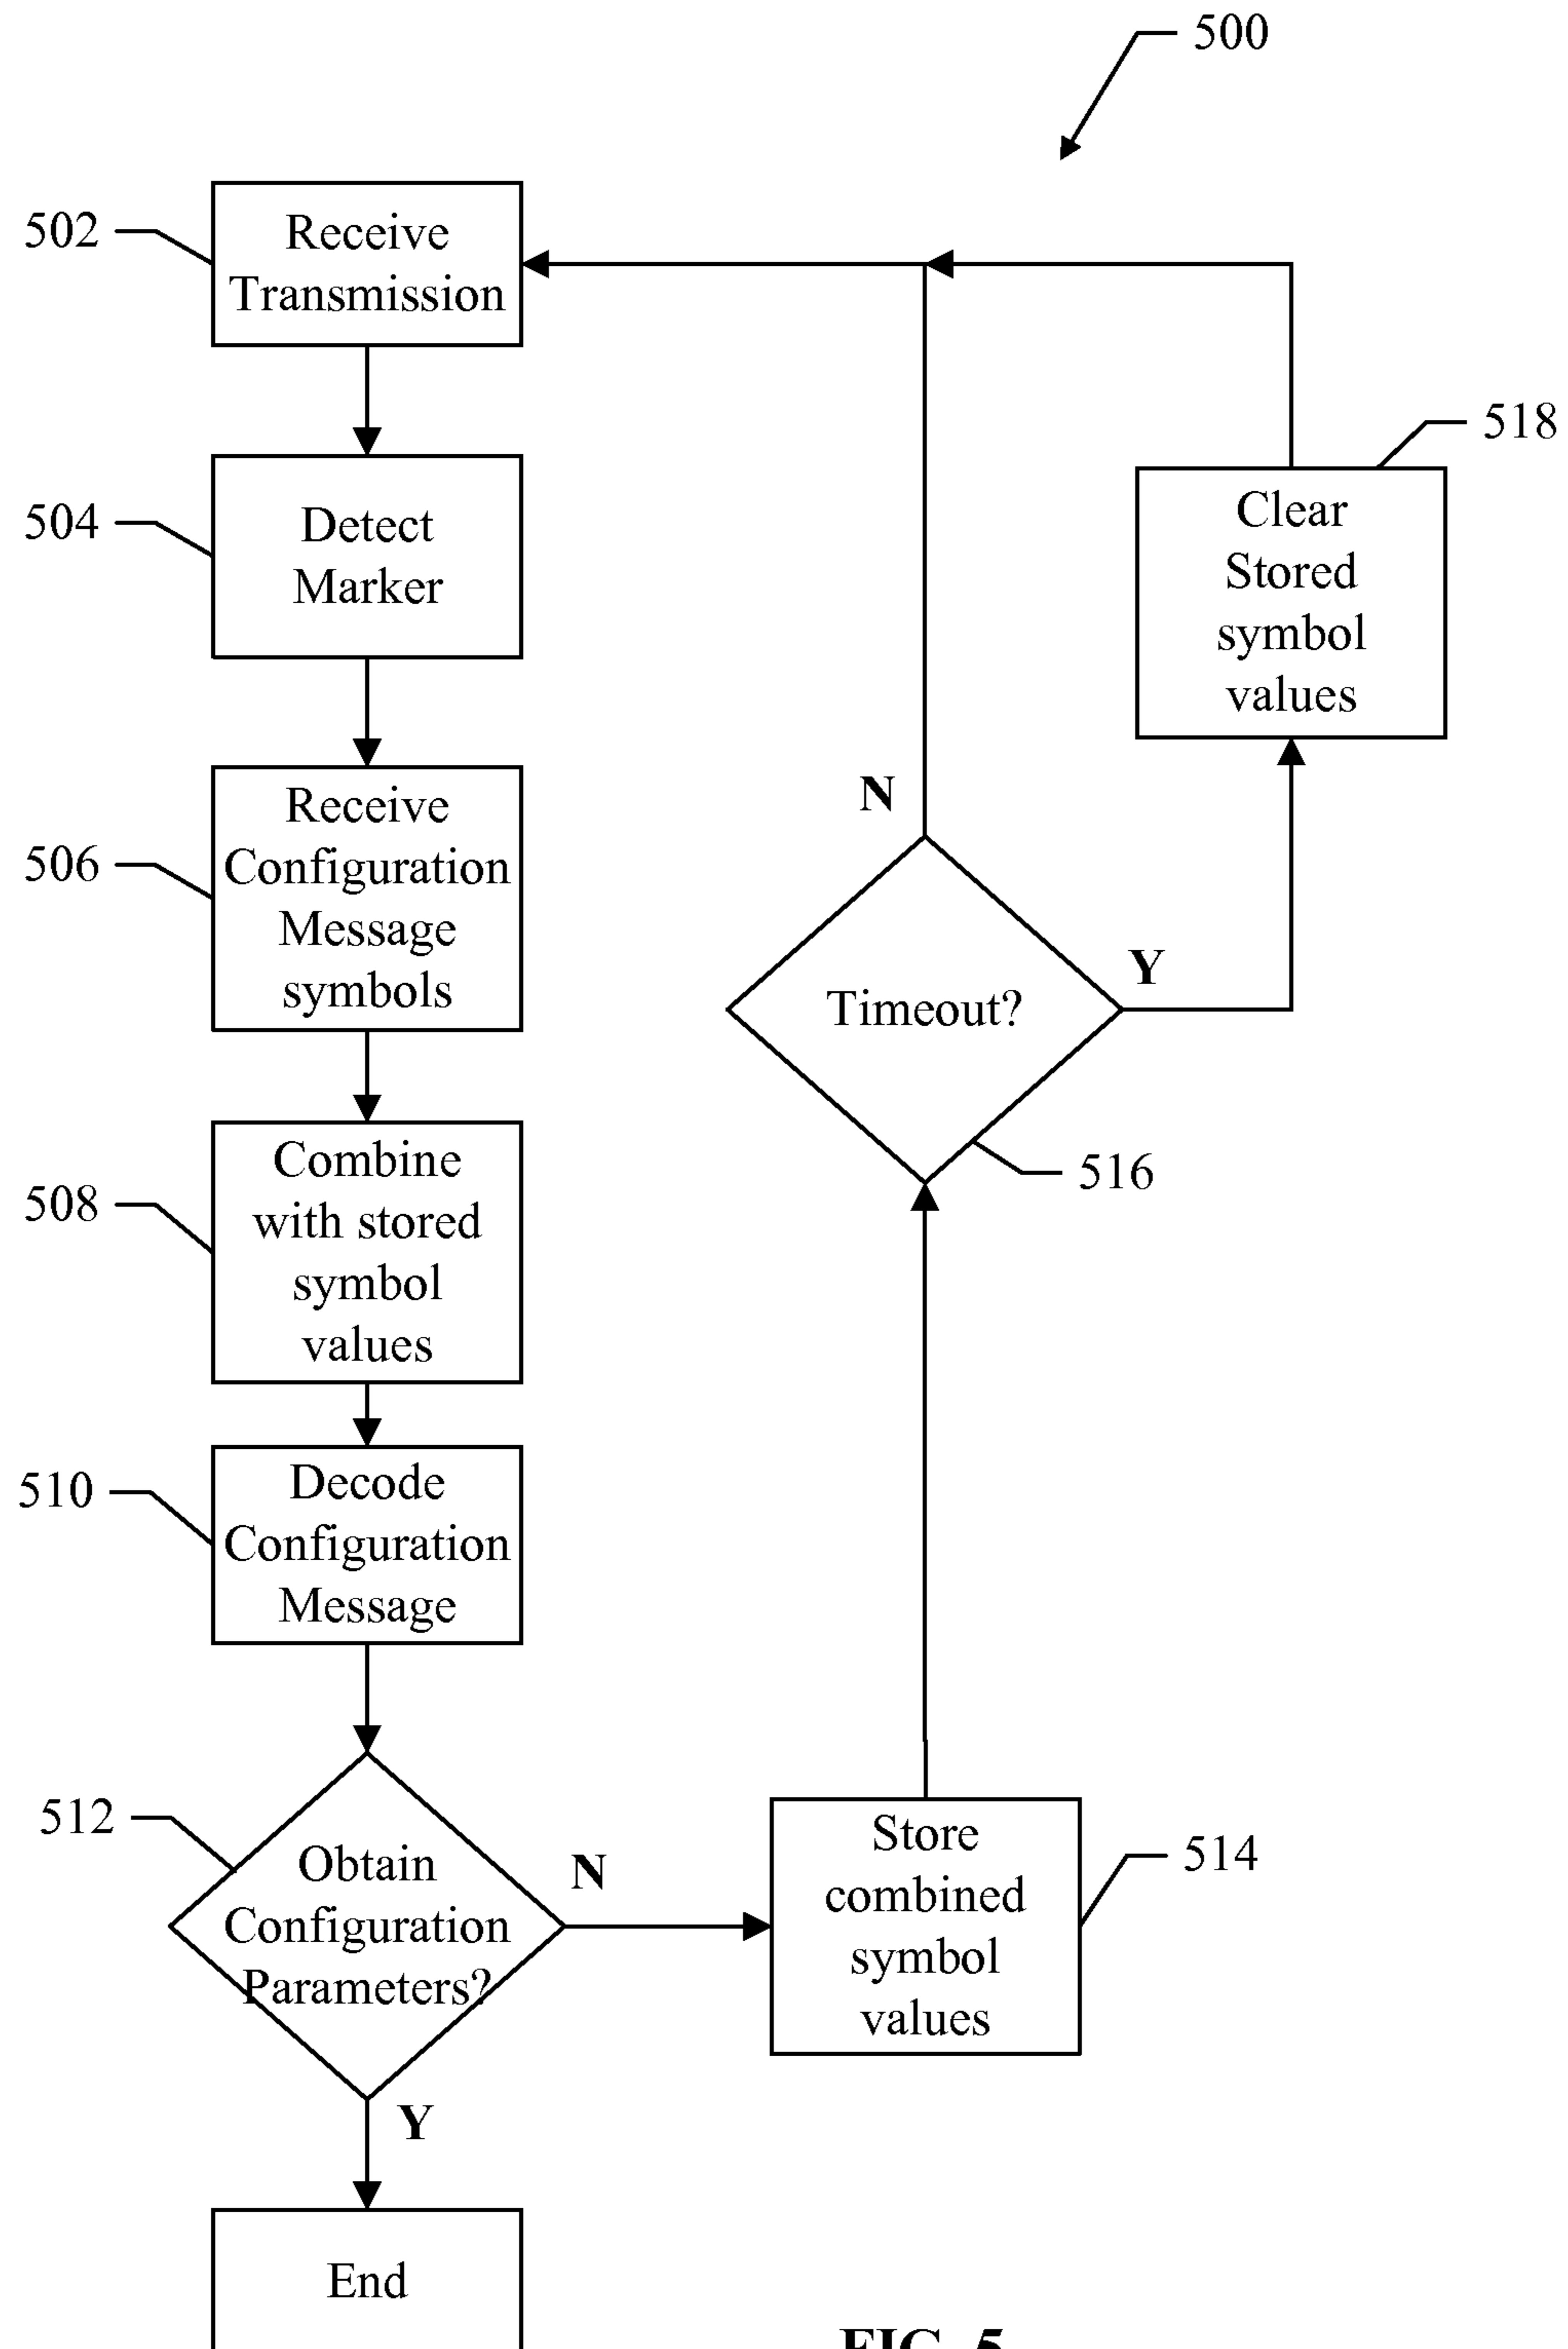 500
502
Receive
Transmission
518
Clear
Stored
symbol
values
504
Detect
Marker
N
506
Receive
Configuration
Message
symbols
Y
Timeout?
516
508
Combine
with stored
symbol
values
510
Decode
Configuration
Message
512
Obtain
Configuration
Parameters?
N
514
Store
combined
symbol
values
Y
End
FIG. 5